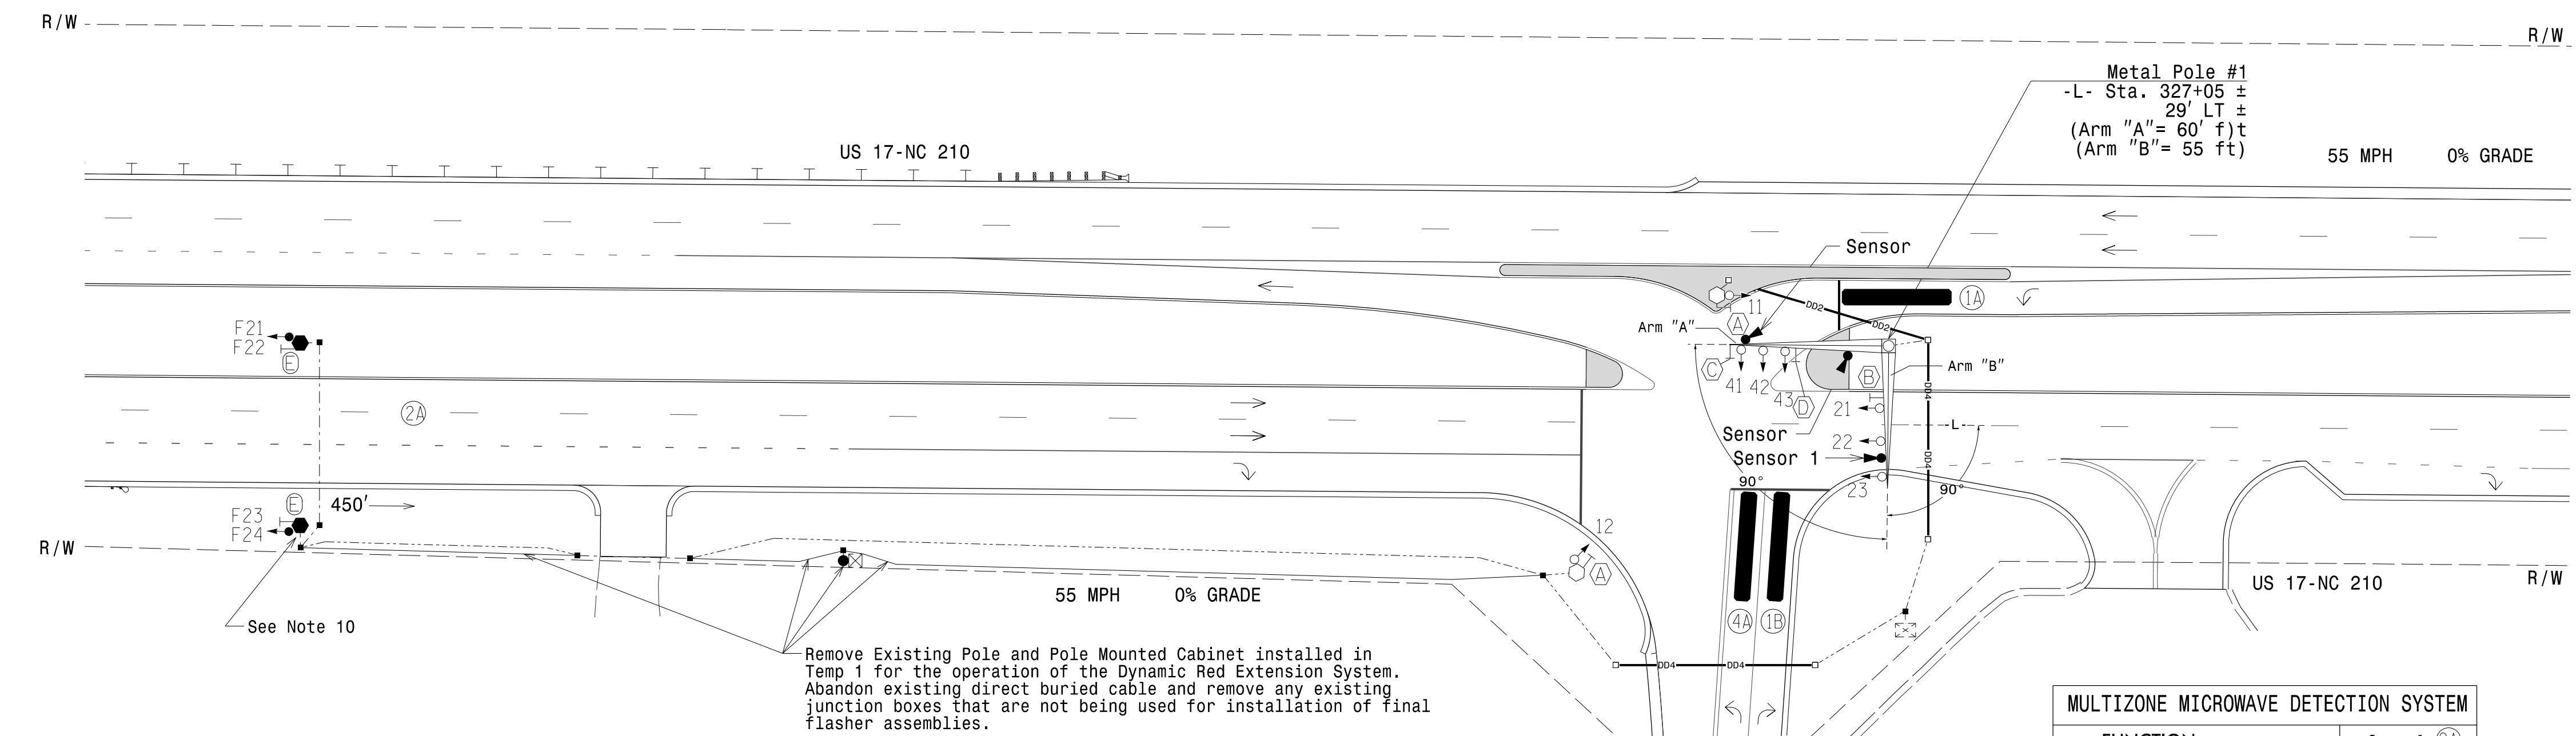 R/W
R/W
Metal Pole #1
-L- Sta. 327+05 ±
29' LT ±
(Arm "A"= 60' f)t
(Arm "B"= 55 ft)
US 17-NC 210
55 MPH 0% GRADE
Sensor
1A
11
DD2
DD2
A
Arm "A"
F21
F22
E
C
41 42 43
D
B
Arm "B"
DD4
2A
21
-L-
Sensor
22
Sensor 1
DD4
90°
23
90°
E
450'
F23
F24
12
R/W
A
55 MPH 0% GRADE
US 17-NC 210
R/W
See Note 10
4A
1B
Remove Existing Pole and Pole Mounted Cabinet installed in
Temp 1 for the operation of the Dynamic Red Extension System.
Abandon existing direct buried cable and remove any existing
junction boxes that are not being used for installation of final
flasher assemblies.
DD4
DD4
MULTIZONE MICROWAVE DETECTION SYSTEM
FUNCTION